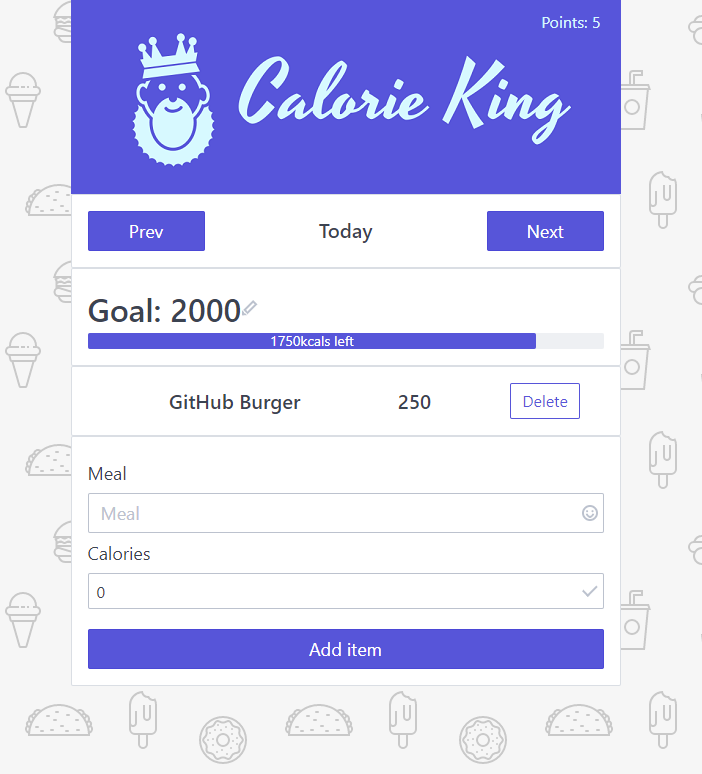 Points: 5
Calorie King
Prev Today Next
Goal: 2000
1750kcals left
GitHub Burger 250 Delete
Meal
Meal
Calories
0
Add item